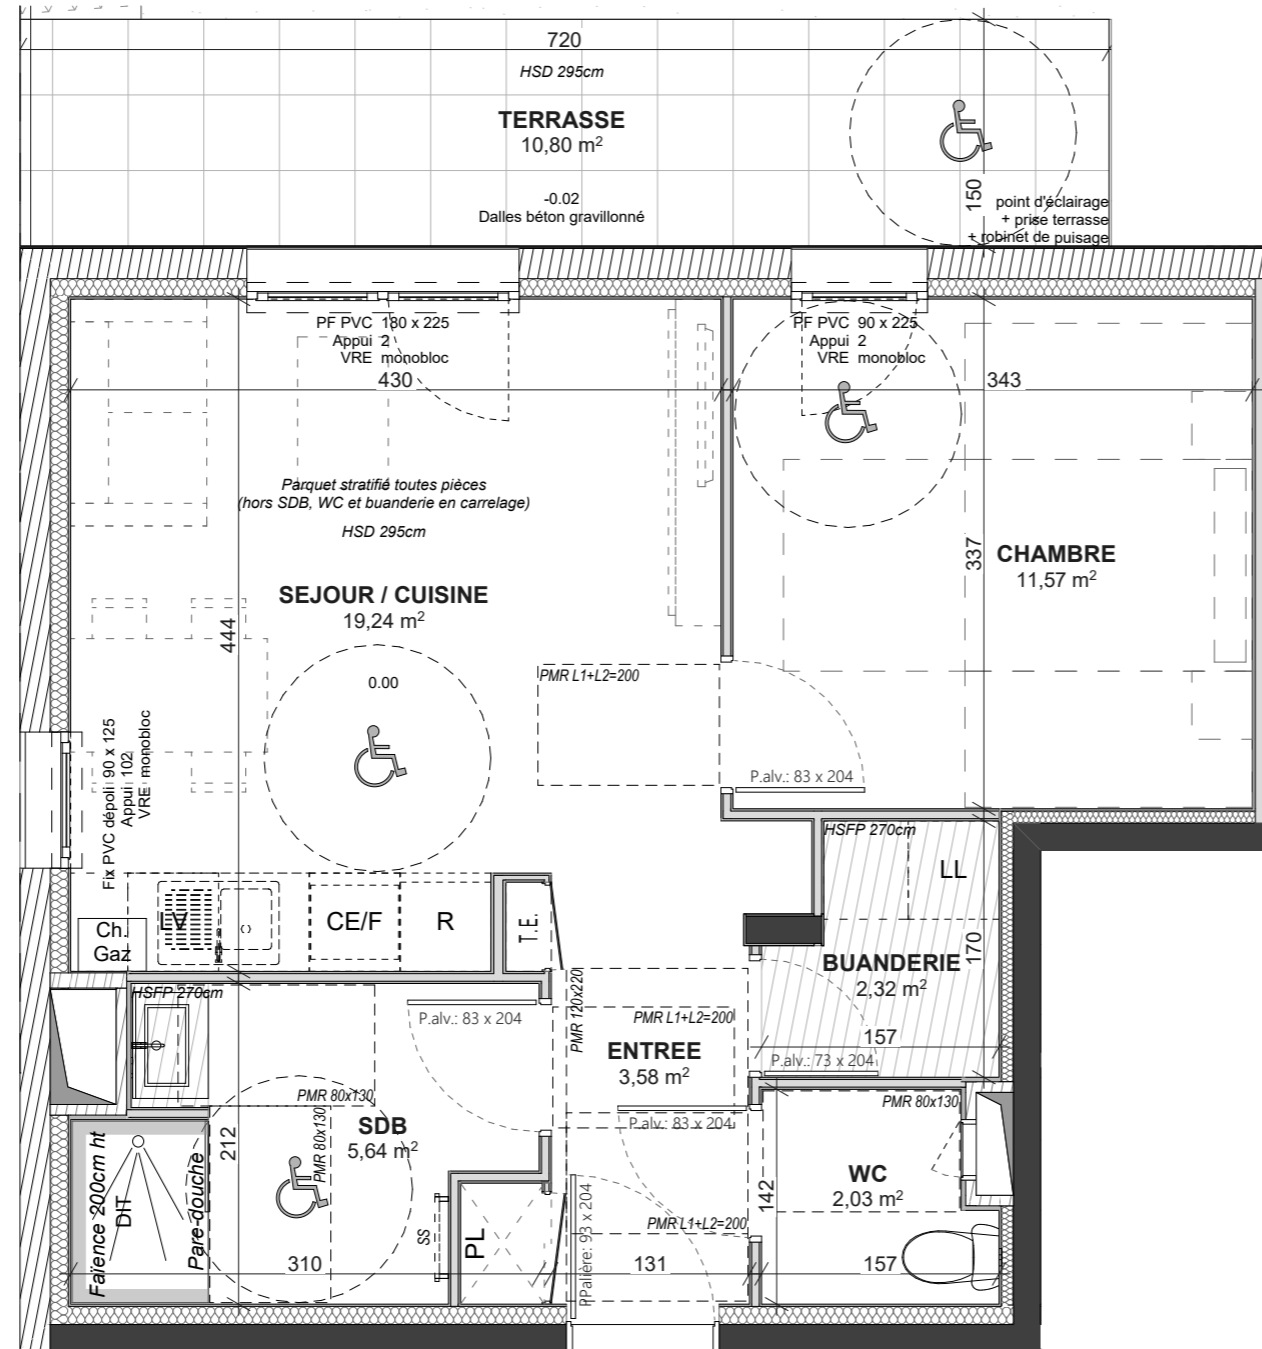 720
HSD 295cm
TERRASSE
10,80 m²
-0.02
Dalles béton gravillonné
150
point d'éclairage
+ prise terrasse
+ robinet de puisage
PF PVC 180 x 225
Appui 2
VRE monobloc
PF PVC 90 x 225
Appui 2
VRE monobloc
430
343
Parquet stratifié toutes pièces
(hors SDB, WC et buanderie en carrelage)
HSD 295cm
SEJOUR / CUISINE
19,24 m²
444
0.00
337
CHAMBRE
11,57 m²
PMR L1+L2=200
P.alv.: 83 x 204
Fix PVC dépoli 90 x 125
Appui 102
VRE monobloc
HSFP 270cm
LL
Ch.
Gaz
LV
CE/F
R
T.E.
BUANDERIE
2,32 m²
170
157
P.alv.: 73 x 204
HSFP 270cm
P.alv.: 83 x 204
PMR 120x220
PMR L1+L2=200
ENTREE
3,58 m²
P.alv.: 83 x 204
PMR 80x130
PMR 80x130
SDB
5,64 m²
212
Faïence 200cm ht
DIT
Pare-douche
SS
PL
PPalière: 93 x 204
PMR L1+L2=200
142
PMR 80x130
WC
2,03 m²
310
131
157